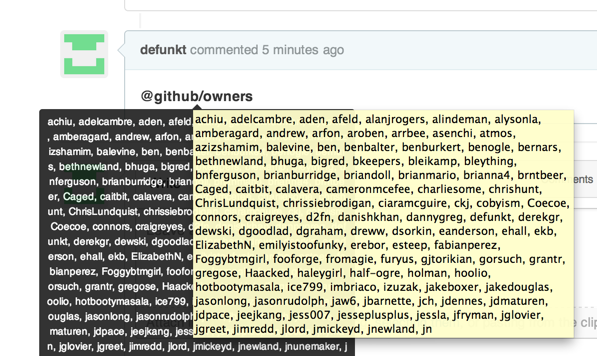 defunkt commented 5 minutes ago
@github/owners
achiu, adelcambre, aden, afeld,
, amberagard, andrew, arfon, ar
izshamim, balevine, ben, benba
s, bethnewland, bhuga, bigred,
nferguson, brianburridge, brian
er, Caged, caitbit, calavera, cam
unt, ChrisLundquist, chrissiebro
Coecoe, connors, craigreyes,
unkt, derekgr, dewski, dgoodlad
erson, ehall, ekb, ElizabethN, e
bianperez, Foggybtmgirl, foofor
rsuch, grantr, gregose, Haacked
oolio, hotbootymasala, ice799,
ouglas, jasonlong, jasonrudolph
maturen, jdpace, jeejkang, jess
n, jglovier, jgreet, jimredd, jlord, jmickeyd, jnewland, jnunemaker, j
achiu, adelcambre, aden, afeld, alanjrogers, alindeman, alysonla,
amberagard, andrew, arfon, aroben, arrbee, asenchi, atmos,
azizshamim, balevine, ben, benbalter, benburkert, benogle, bernars,
bethnewland, bhuga, bigred, bkeepers, bleikamp, bleything,
bnferguson, brianburridge, briandoll, brianmario, brianna4, brntbeer,
Caged, caitbit, calavera, cameronmcefee, charliesome, chrishunt,
ChrisLundquist, chrissiebrodigan, ciaramcguire, ckj, cobyism, Coecoe,
connors, craigreyes, d2fn, danishkhan, dannygreg, defunkt, derekgr,
dewski, dgoodlad, dgraham, dreww, dsorkin, eanderson, ehall, ekb,
ElizabethN, emilyistoofunky, erebor, esteep, fabianperez,
Foggybtmgirl, fooforge, fromagie, furyus, gjtorikian, gorsuch, grantr,
gregose, Haacked, haleygirl, half-ogre, holman, hoolio,
hotbootymasala, ice799, imbriaco, izuzak, jakeboxer, jakedouglas,
jasonlong, jasonrudolph, jaw6, jbarnette, jch, jdennes, jdmaturen,
jdpace, jeejkang, jess007, jesseplusplus, jessla, jfryman, jglovier,
jgreet, jimredd, jlord, jmickeyd, jnewland, jn
ents